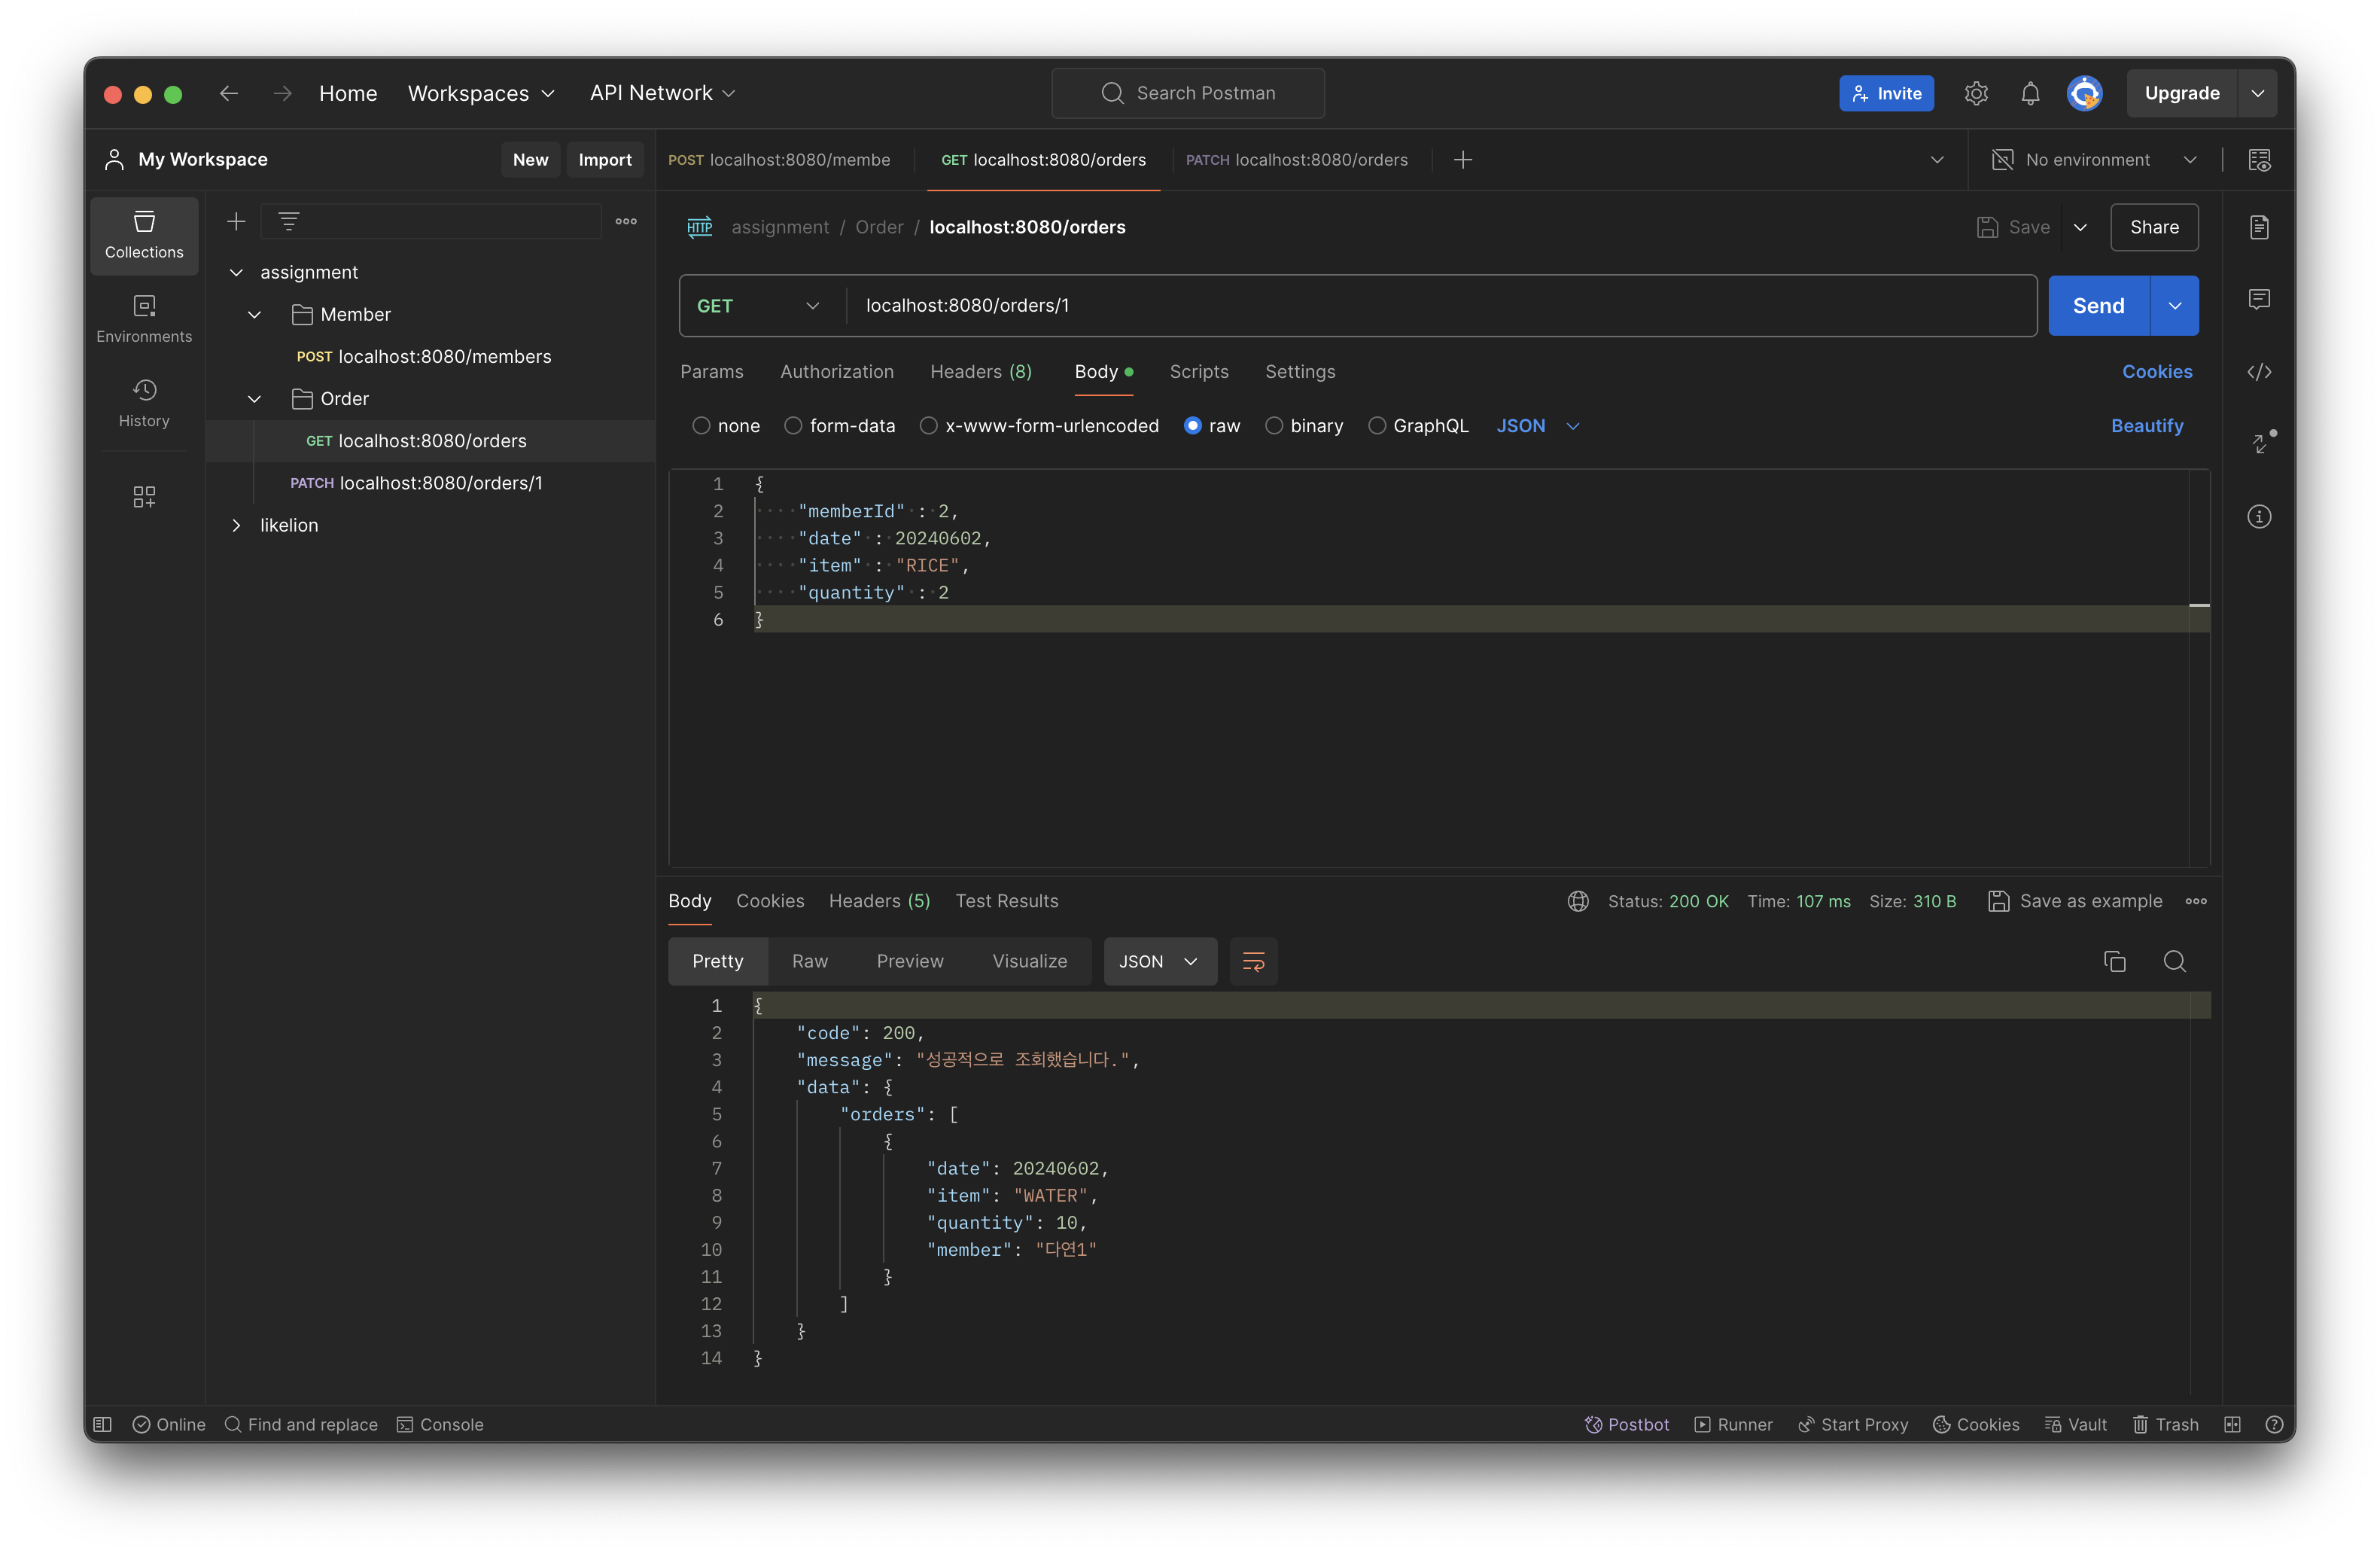 Home Workspaces API Network Search Postman Invite Upgrade
My Workspace New Import POST localhost:8080/membe GET localhost:8080/orders PATCH localhost:8080/orders No environment
Collections
Environments
History
assignment
Member
POST localhost:8080/members
Order
GET localhost:8080/orders
PATCH localhost:8080/orders/1
likelion
HTTP assignment / Order / localhost:8080/orders Save Share
GET localhost:8080/orders/1 Send
Params Authorization Headers (8) Body Scripts Settings Cookies
none form-data x-www-form-urlencoded raw binary GraphQL JSON Beautify
1 {
2 "memberId" : 2,
3 "date" : 20240602,
4 "item" : "RICE",
5 "quantity" : 2
6 }
Body Cookies Headers (5) Test Results Status: 200 OK Time: 107 ms Size: 310 B Save as example
Pretty Raw Preview Visualize JSON
1 {
2 "code": 200,
3 "message": "성공적으로 조회했습니다.",
4 "data": {
5 "orders": [
6 {
7 "date": 20240602,
8 "item": "WATER",
9 "quantity": 10,
10 "member": "다연1"
11 }
12 ]
13 }
14 }
Online Find and replace Console Postbot Runner Start Proxy Cookies Vault Trash